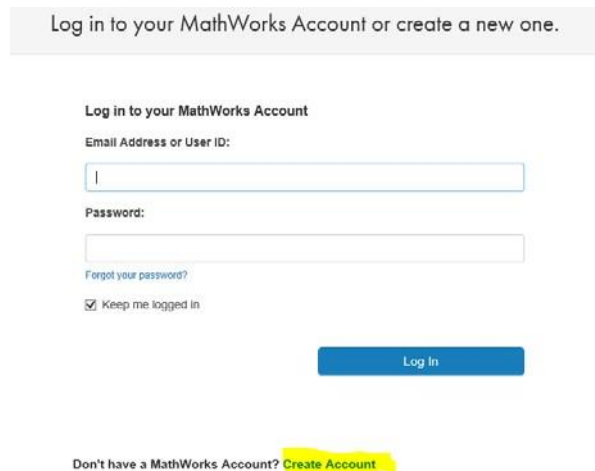 Log in to your MathWorks Account or create a new one.
Log in to your MathWorks Account
Email Address or User ID:
Password:
Forgot your password?
Keep me logged in
Log In
Don't have a MathWorks Account? Create Account